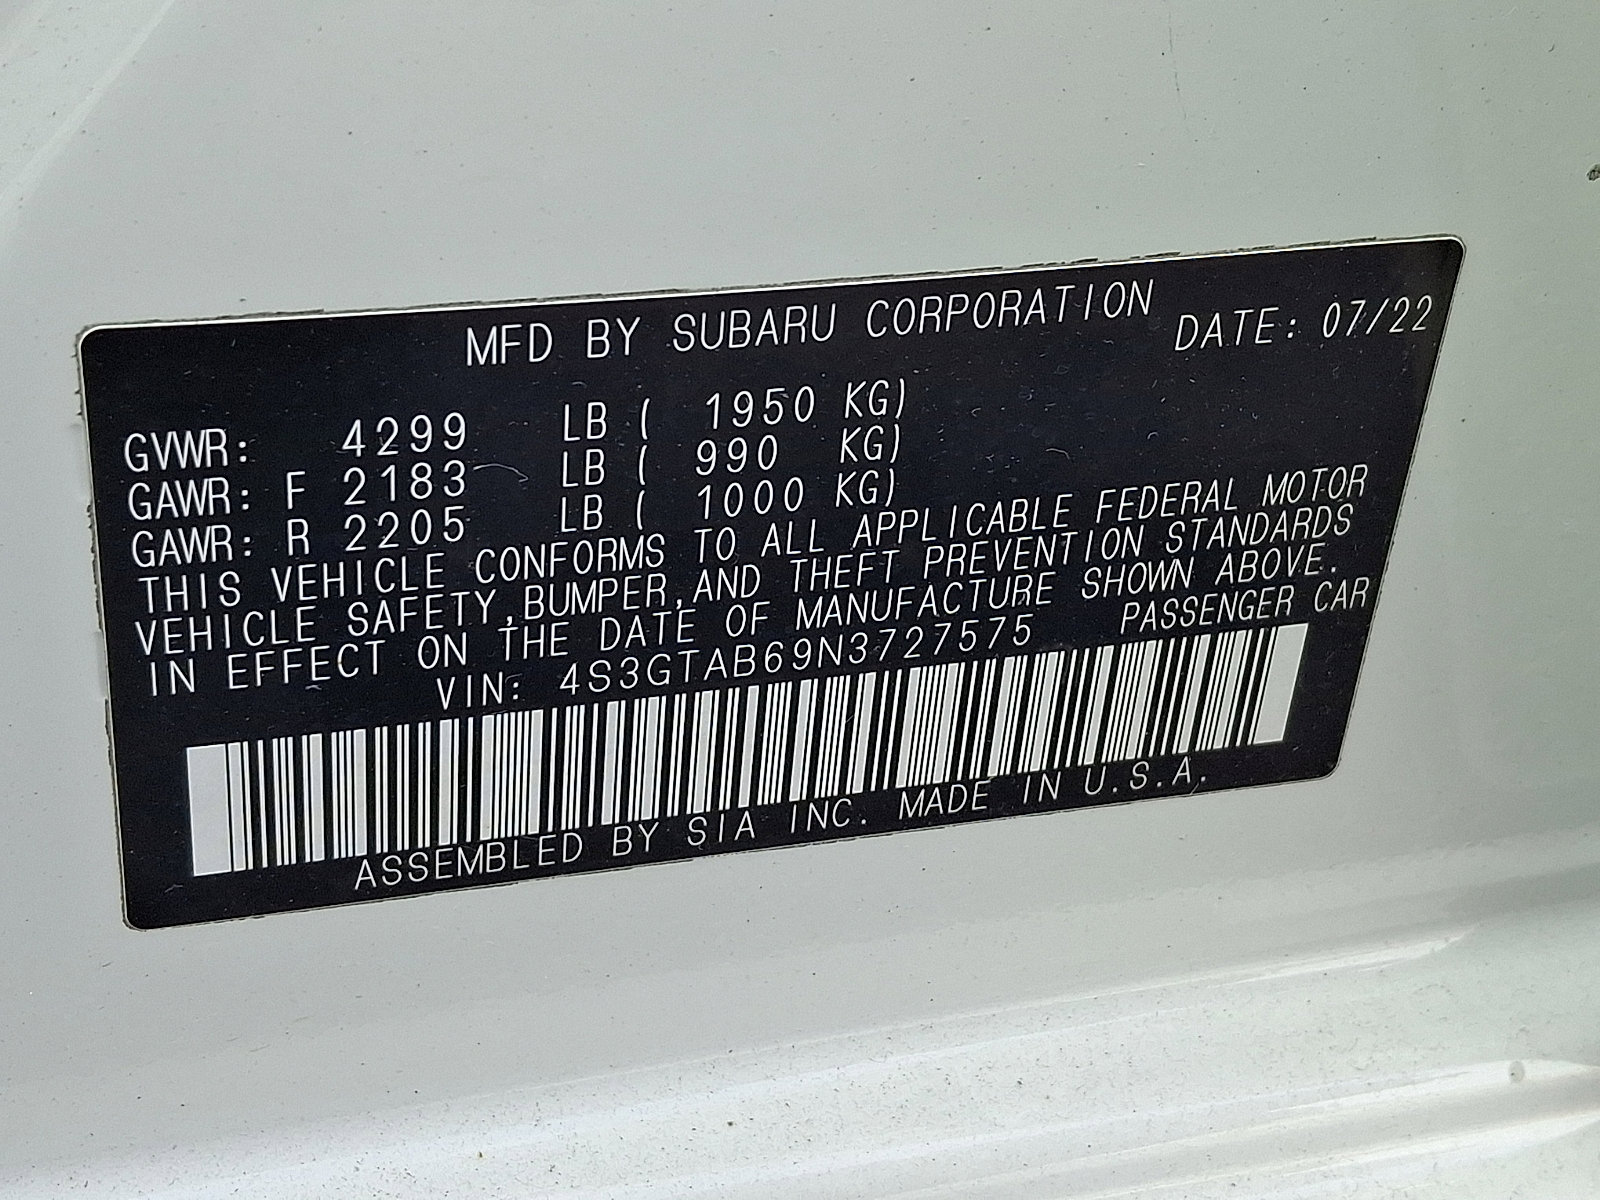 MFD BY SUBARU CORPORATION DATE: 07/22
GVWR: 4299 LB ( 1950 KG)
GAWR: F 2183 LB ( 990 KG)
GAWR: R 2205 LB ( 1000 KG)
THIS VEHICLE CONFORMS TO ALL APPLICABLE FEDERAL MOTOR
VEHICLE SAFETY,BUMPER,AND THEFT PREVENTION STANDARDS
IN EFFECT ON THE DATE OF MANUFACTURE SHOWN ABOVE.
VIN: 4S3GTAB69N3727575 PASSENGER CAR
ASSEMBLED BY SIA INC. MADE IN U.S.A.